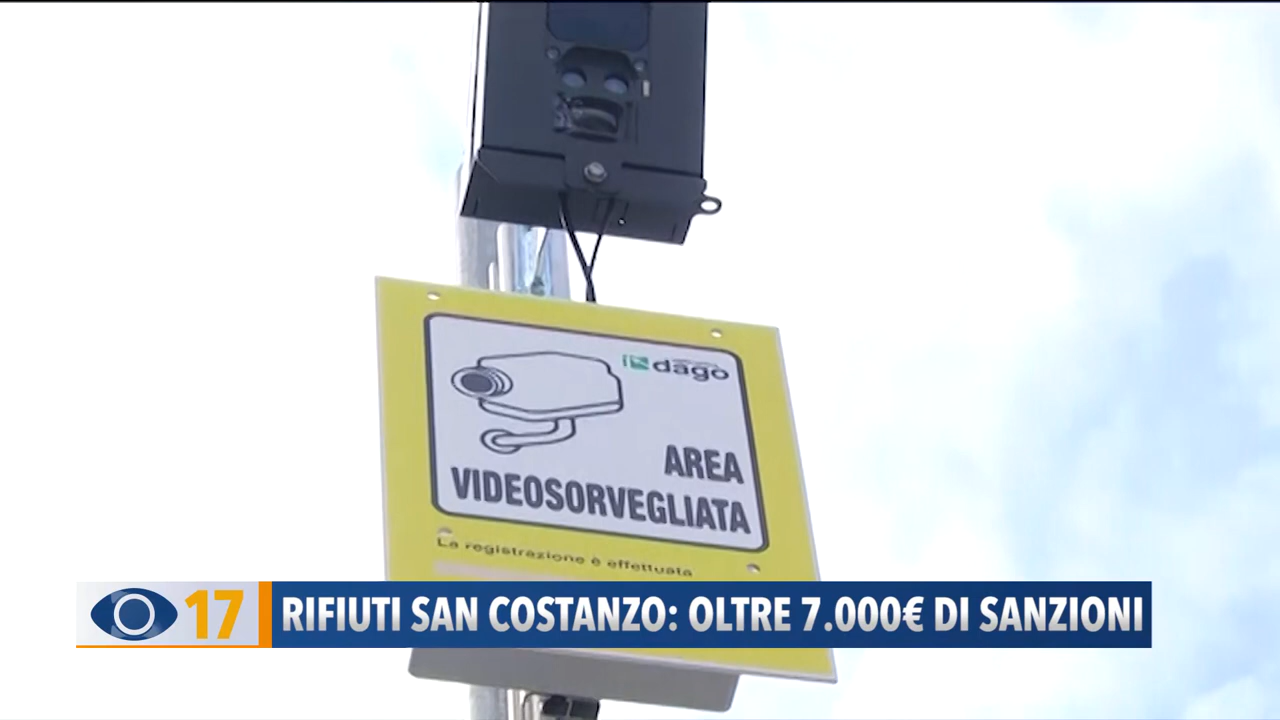 dago
AREA
VIDEOSORVEGLIATA
La registrazione è effettuata
17
RIFIUTI SAN COSTANZO: OLTRE 7.000€ DI SANZIONI